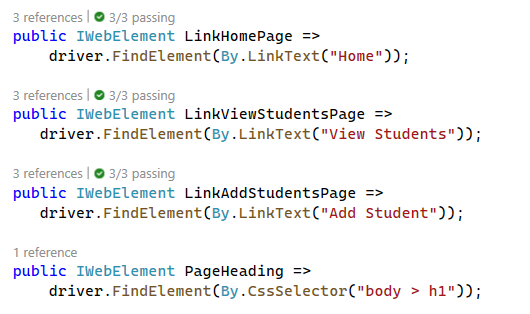 3 references | 3/3 passing
public IWebElement LinkHomePage =>
    driver.FindElement(By.LinkText("Home"));
3 references | 3/3 passing
public IWebElement LinkViewStudentsPage =>
   driver.FindElement(By.LinkText("View Students"));
3 references | 3/3 passing
public IWebElement LinkAddStudentsPage =>
   driver.FindElement(By.LinkText("Add Student"));
1 reference
public IWebElement PageHeading =>
    driver.FindElement(By.CssSelector("body > h1"));